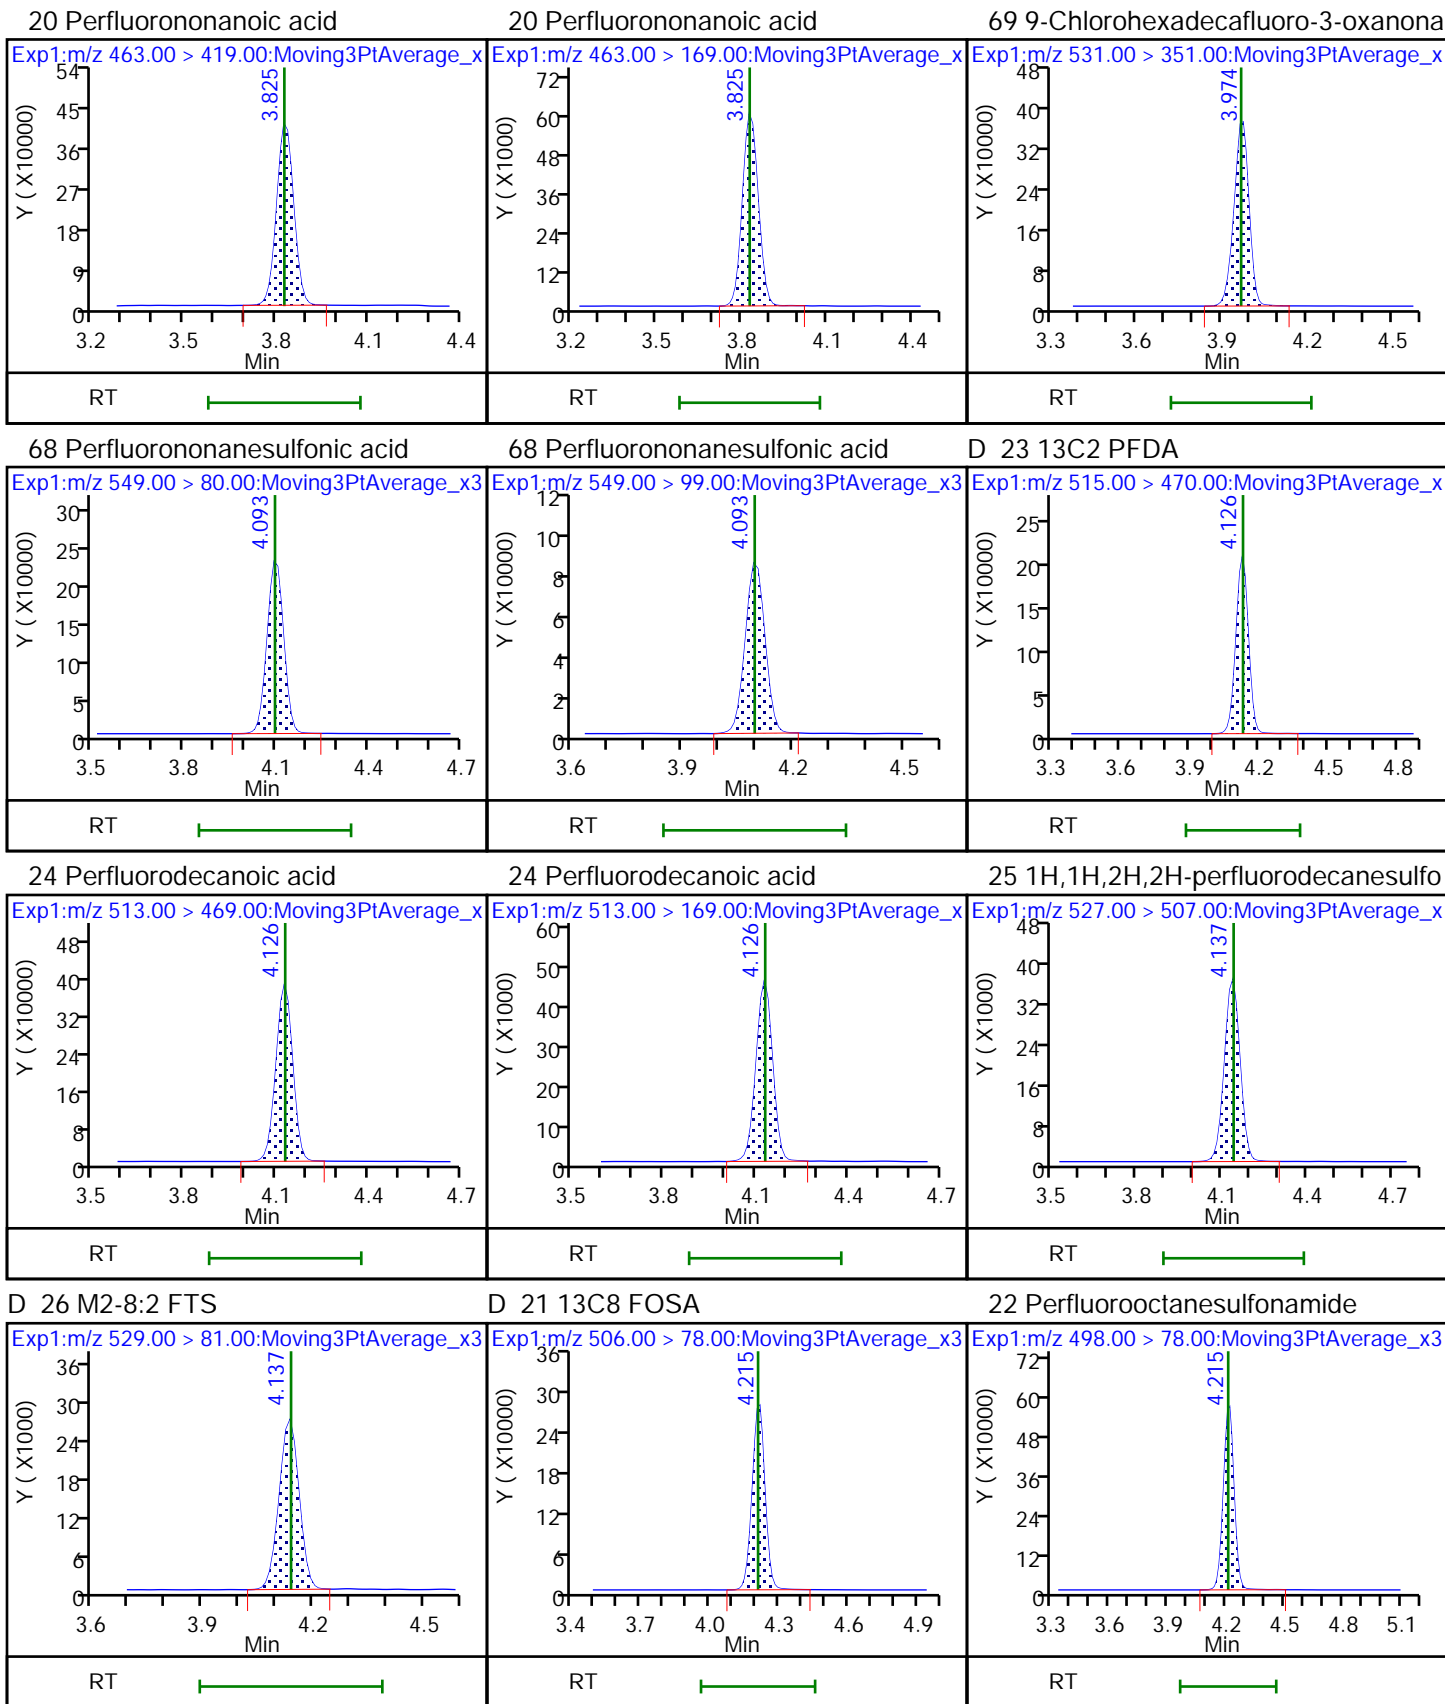 20 Perfluorononanoic acid
Exp1:m/z 463.00 > 419.00:Moving3PtAverage_x
3.825
Y ( X10000)
54
45
36
27
18
9
0
3.2 3.5 3.8 4.1 4.4
Min
RT
20 Perfluorononanoic acid
Exp1:m/z 463.00 > 169.00:Moving3PtAverage_x
3.825
Y ( X1000)
72
60
48
36
24
12
0
3.2 3.5 3.8 4.1 4.4
Min
RT
69 9-Chlorohexadecafluoro-3-oxanona
Exp1:m/z 531.00 > 351.00:Moving3PtAverage_x
3.974
Y ( X10000)
48
40
32
24
16
8
0
3.3 3.6 3.9 4.2 4.5
Min
RT
68 Perfluorononanesulfonic acid
Exp1:m/z 549.00 > 80.00:Moving3PtAverage_x3
4.093
Y ( X10000)
30
25
20
15
10
5
0
3.5 3.8 4.1 4.4 4.7
Min
RT
68 Perfluorononanesulfonic acid
Exp1:m/z 549.00 > 99.00:Moving3PtAverage_x3
4.093
Y ( X10000)
12
10
8
6
4
2
0
3.6 3.9 4.2 4.5
Min
RT
D 23 13C2 PFDA
Exp1:m/z 515.00 > 470.00:Moving3PtAverage_x
4.126
Y ( X10000)
25
20
15
10
5
0
3.3 3.6 3.9 4.2 4.5 4.8
Min
RT
24 Perfluorodecanoic acid
Exp1:m/z 513.00 > 469.00:Moving3PtAverage_x
4.126
Y ( X10000)
48
40
32
24
16
8
0
3.5 3.8 4.1 4.4 4.7
Min
RT
24 Perfluorodecanoic acid
Exp1:m/z 513.00 > 169.00:Moving3PtAverage_x
4.126
Y ( X1000)
60
50
40
30
20
10
0
3.5 3.8 4.1 4.4 4.7
Min
RT
25 1H,1H,2H,2H-perfluorodecanesulfo
Exp1:m/z 527.00 > 507.00:Moving3PtAverage_x
4.137
Y ( X1000)
48
40
32
24
16
8
0
3.5 3.8 4.1 4.4 4.7
Min
RT
D 26 M2-8:2 FTS
Exp1:m/z 529.00 > 81.00:Moving3PtAverage_x3
4.137
Y ( X1000)
36
30
24
18
12
6
0
3.6 3.9 4.2 4.5
Min
RT
D 21 13C8 FOSA
Exp1:m/z 506.00 > 78.00:Moving3PtAverage_x3
4.215
Y ( X10000)
36
30
24
18
12
6
0
3.4 3.7 4.0 4.3 4.6 4.9
Min
RT
22 Perfluorooctanesulfonamide
Exp1:m/z 498.00 > 78.00:Moving3PtAverage_x3
4.215
Y ( X10000)
72
60
48
36
24
12
0
3.3 3.6 3.9 4.2 4.5 4.8 5.1
Min
RT